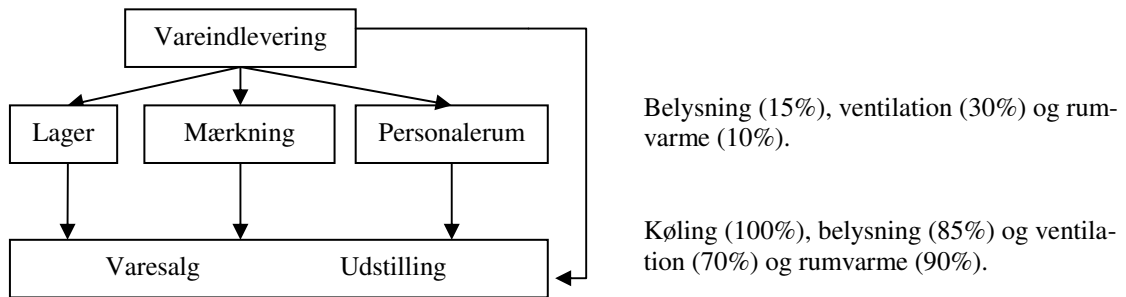 Vareindlevering
Lager
Mærkning
Personalerum
Belysning (15%), ventilation (30%) og rum-
varme (10%).
Varesalg
Udstilling
Køling (100%), belysning (85%) og ventila-
tion (70%) og rumvarme (90%).